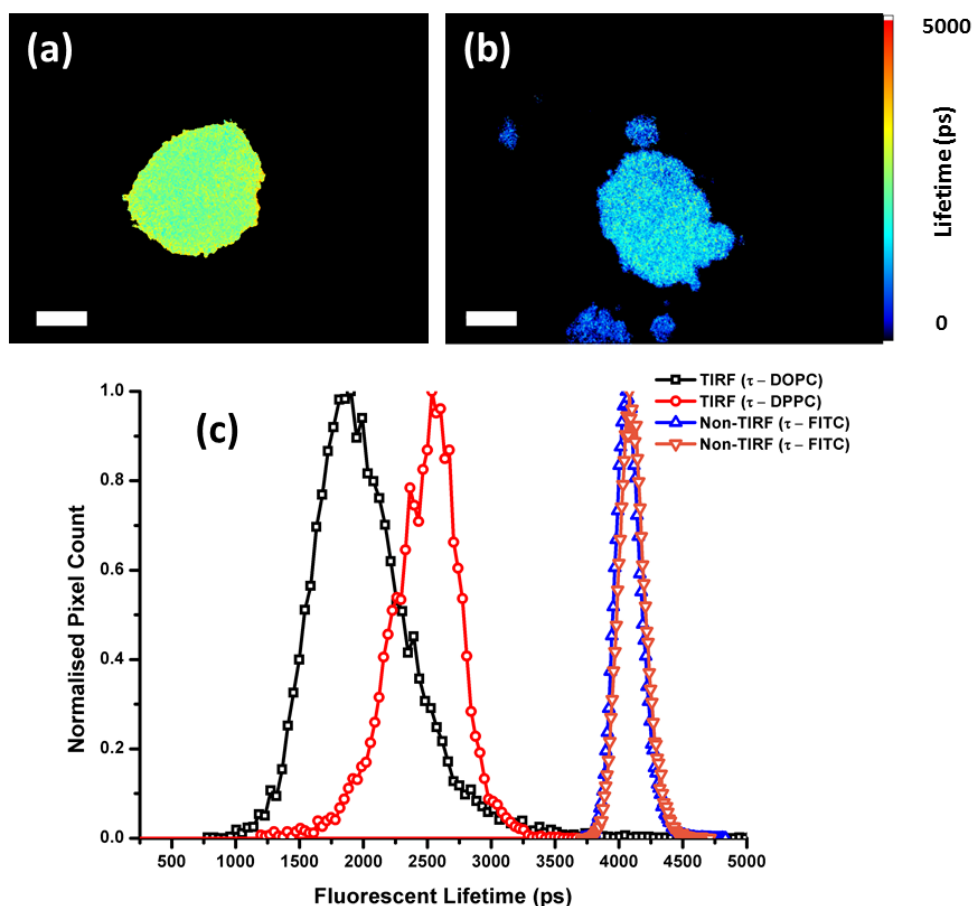 (a)
(b)
5000
Lifetime (ps)
0
(c)
TIRF (τ – DOPC)
TIRF (τ – DPPC)
Non-TIRF (τ – FITC)
Non-TIRF (τ – FITC)
Normalised Pixel Count
1.0
0.8
0.6
0.4
0.2
0.0
500 1000 1500 2000 2500 3000 3500 4000 4500 5000
Fluorescent Lifetime (ps)